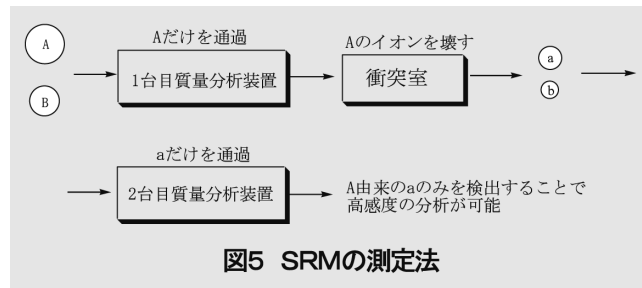 Aだけを通過
Aのイオンを壊す
A
B
1台目質量分析装置
衝突室
a
b
aだけを通過
2台目質量分析装置
A由来のaのみを検出することで
高感度の分析が可能
図5 SRMの測定法